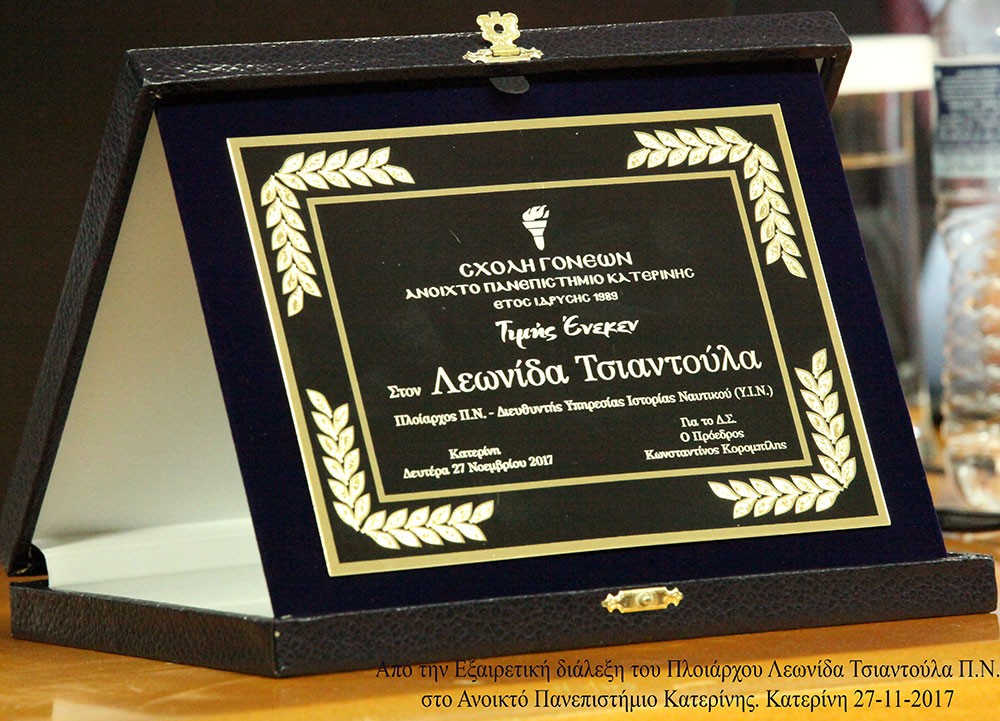 ΣΧΟΛΗ ΓΟΝΕΩΝ
ΑΝΟΙΧΤΟ ΠΑΝΕΠΙΣΤΗΜΙΟ ΚΑΤΕΡΙΝΗΣ
ΕΤΟΣ ΙΔΡΥΣΗΣ 1989
Τιμής Ένεκεν
Στον Λεωνίδα Τσιαντούλα
Πλοίαρχος Π.Ν. - Διευθυντής Υπηρεσίας Ιστορίας Ναυτικού (Υ.Ι.Ν.)
Κατερίνη
Δευτέρα 27 Νοεμβρίου 2017
Για το Δ.Σ.
Ο Πρόεδρος
Κωνσταντίνος Κορομπίλης
Από την Εξαιρετική διάλεξη του Πλοιάρχου Λεωνίδα Τσιαντούλα Π.Ν.
στο Ανοικτό Πανεπιστήμιο Κατερίνης. Κατερίνη 27-11-2017